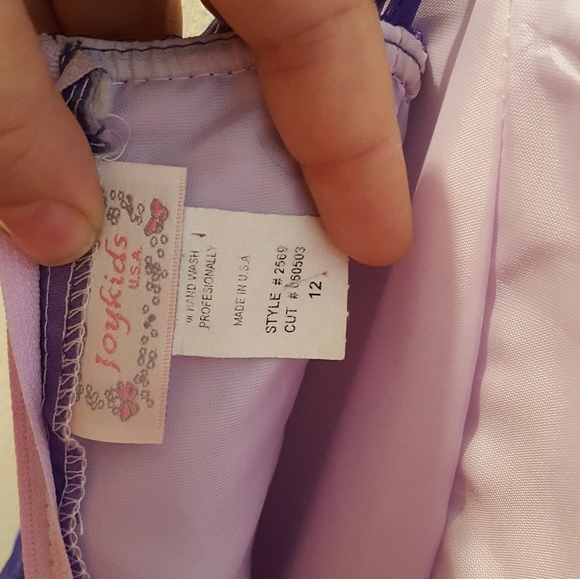 Joykids
U.S.A.
HAND WASH
PROFESIONALLY
MADE IN U.S.A
STYLE # 2569
CUT #
12